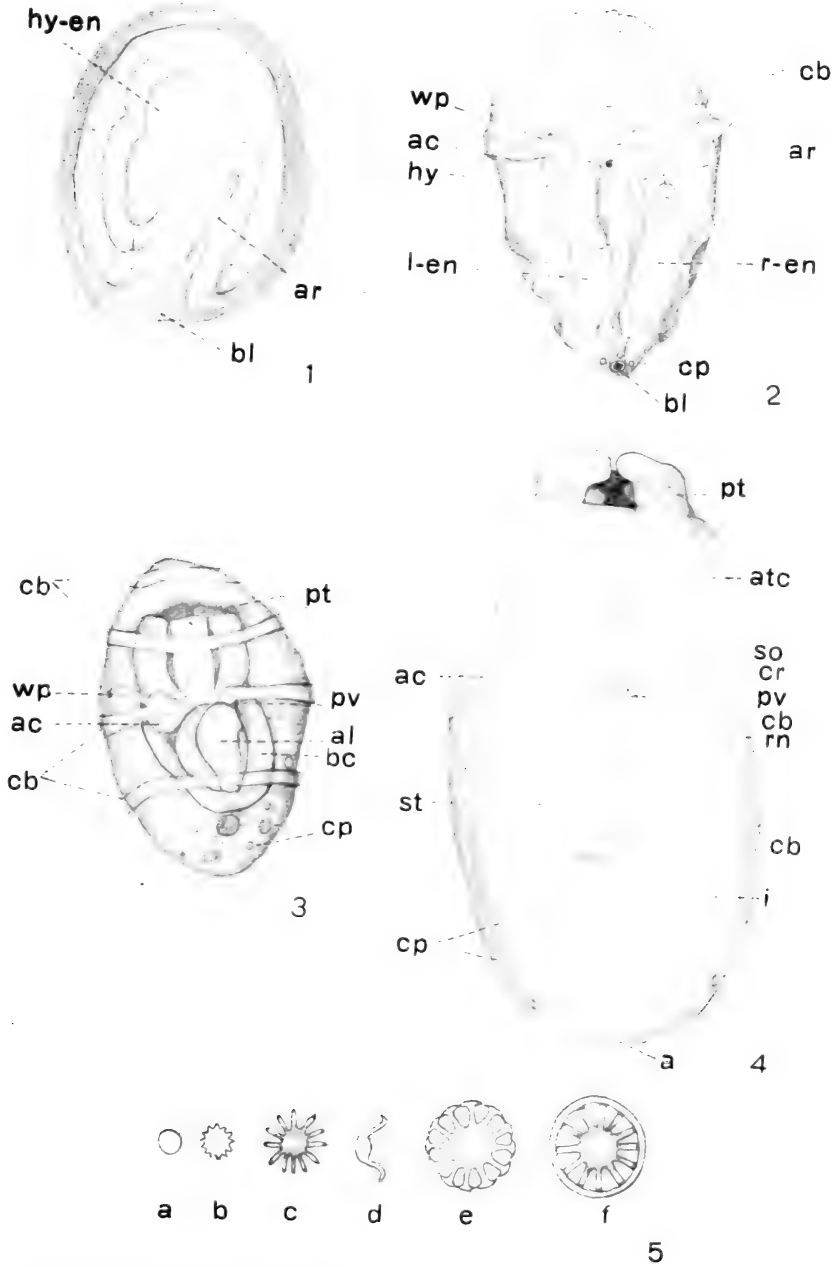 hy-en
ar
bl
1
cb
wp
ac
ar
hy
l-en
r-en
cp
bl
2
cb
pt
wp
pv
ac
al
bc
cb
cp
3
pt
atc
so
ac
cr
pv
cb
rn
st
cb
i
cp
a
4
a b c d e f
5